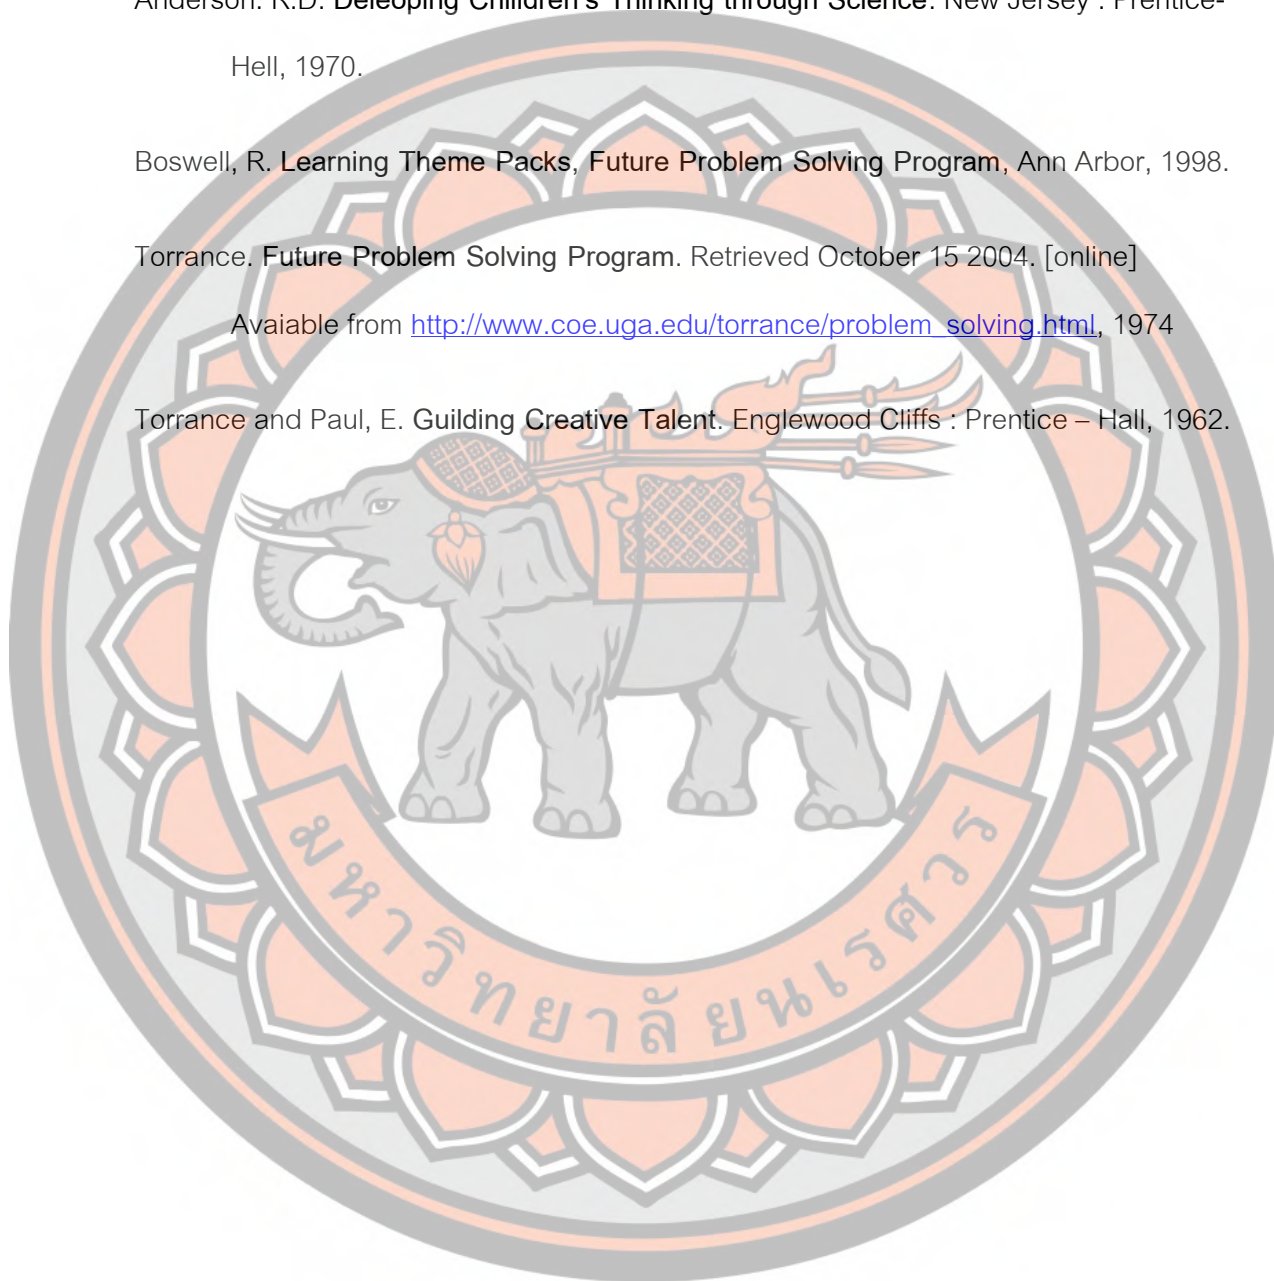 Anderson. R.D. Deleoping Chilldren's Thinking through Science. New Jersey : Prentice-
Hell, 1970.
Boswell, R. Learning Theme Packs, Future Problem Solving Program, Ann Arbor, 1998.
Torrance. Future Problem Solving Program. Retrieved October 15 2004. [online]
Avaiable from http://www.coe.uga.edu/torrance/problem_solving.html, 1974
Torrance and Paul, E. Guilding Creative Talent. Englewood Cliffs : Prentice – Hall, 1962.
มหาวิทยาลัยนเรศวร